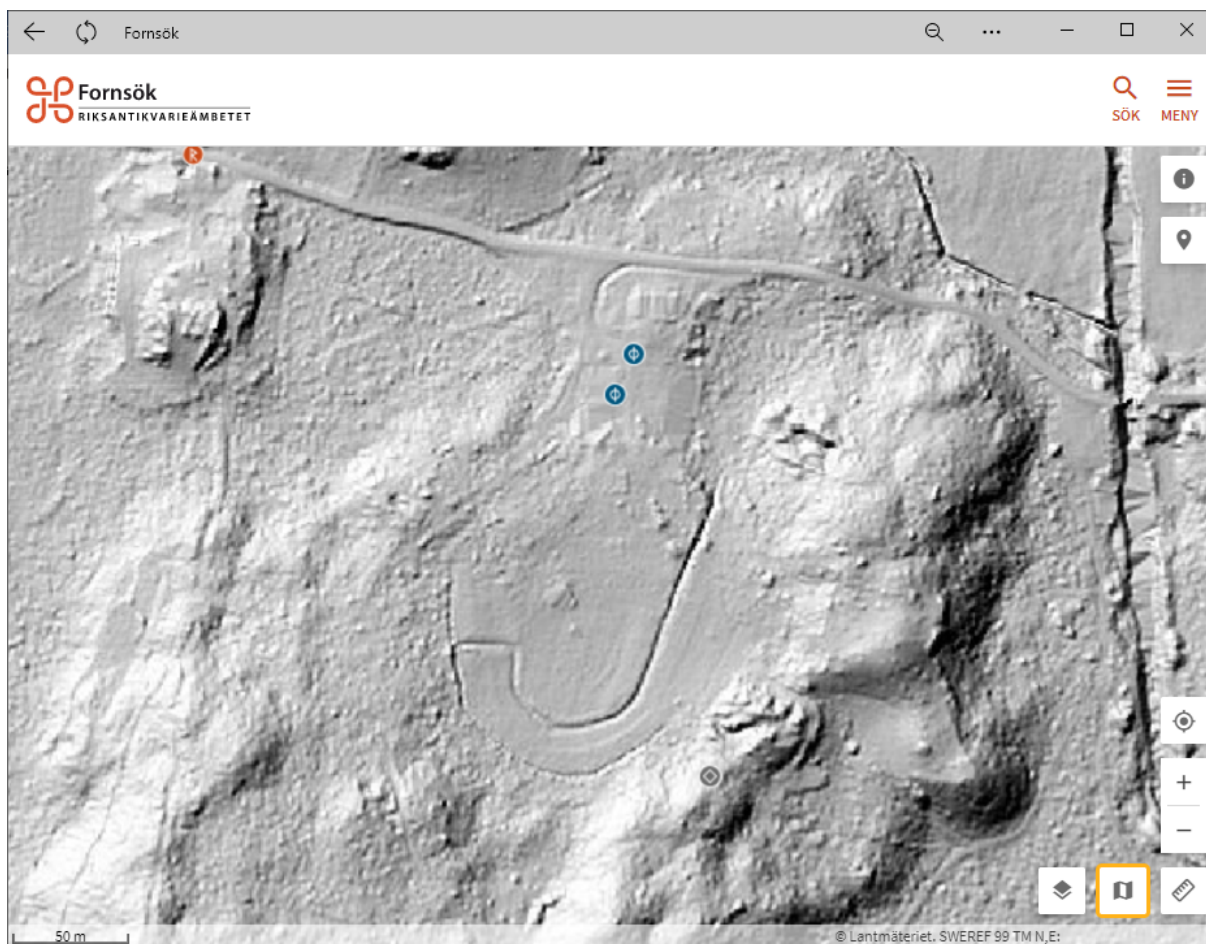 Fornsök
Fornsök
RIKSANTIKVARIEÄMBETET
SÖK
MENY
R
50 m
© Lantmäteriet. SWEREF 99 TM N,E: